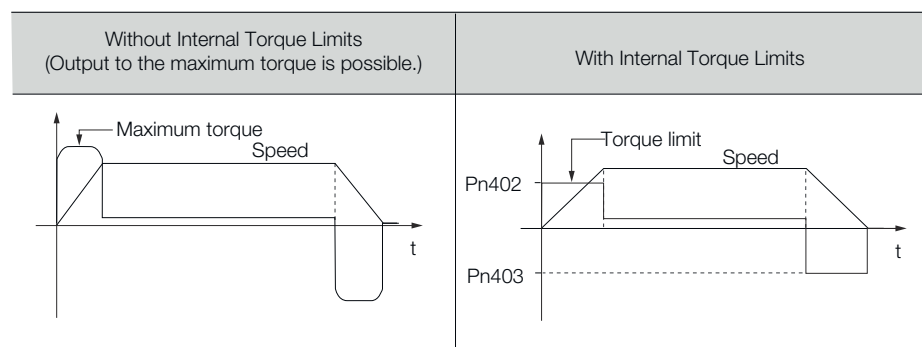 Without Internal Torque Limits
(Output to the maximum torque is possible.)
With Internal Torque Limits
Maximum torque
Speed
t
Torque limit
Speed
Pn402
t
Pn403